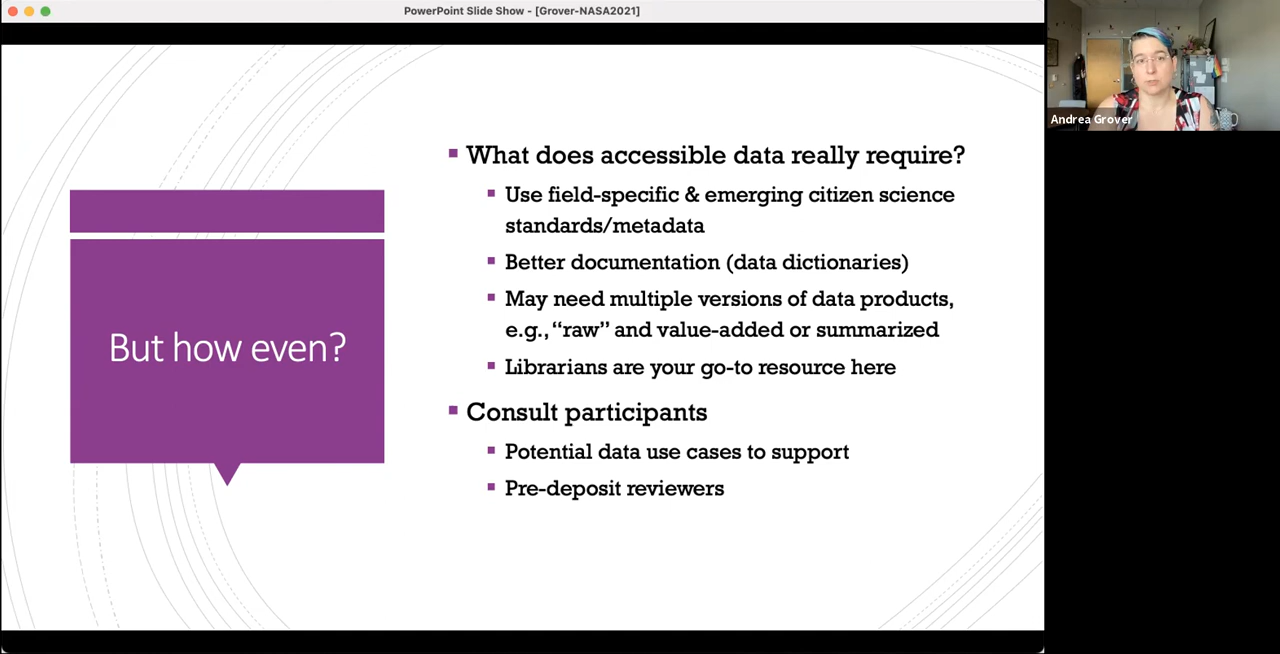 PowerPoint Slide Show - [Grover-NASA2021]
Andrea Grover
But how even?
What does accessible data really require?
Use field-specific & emerging citizen science
standards/metadata
Better documentation (data dictionaries)
May need multiple versions of data products,
e.g., “raw” and value-added or summarized
Librarians are your go-to resource here
Consult participants
Potential data use cases to support
Pre-deposit reviewers